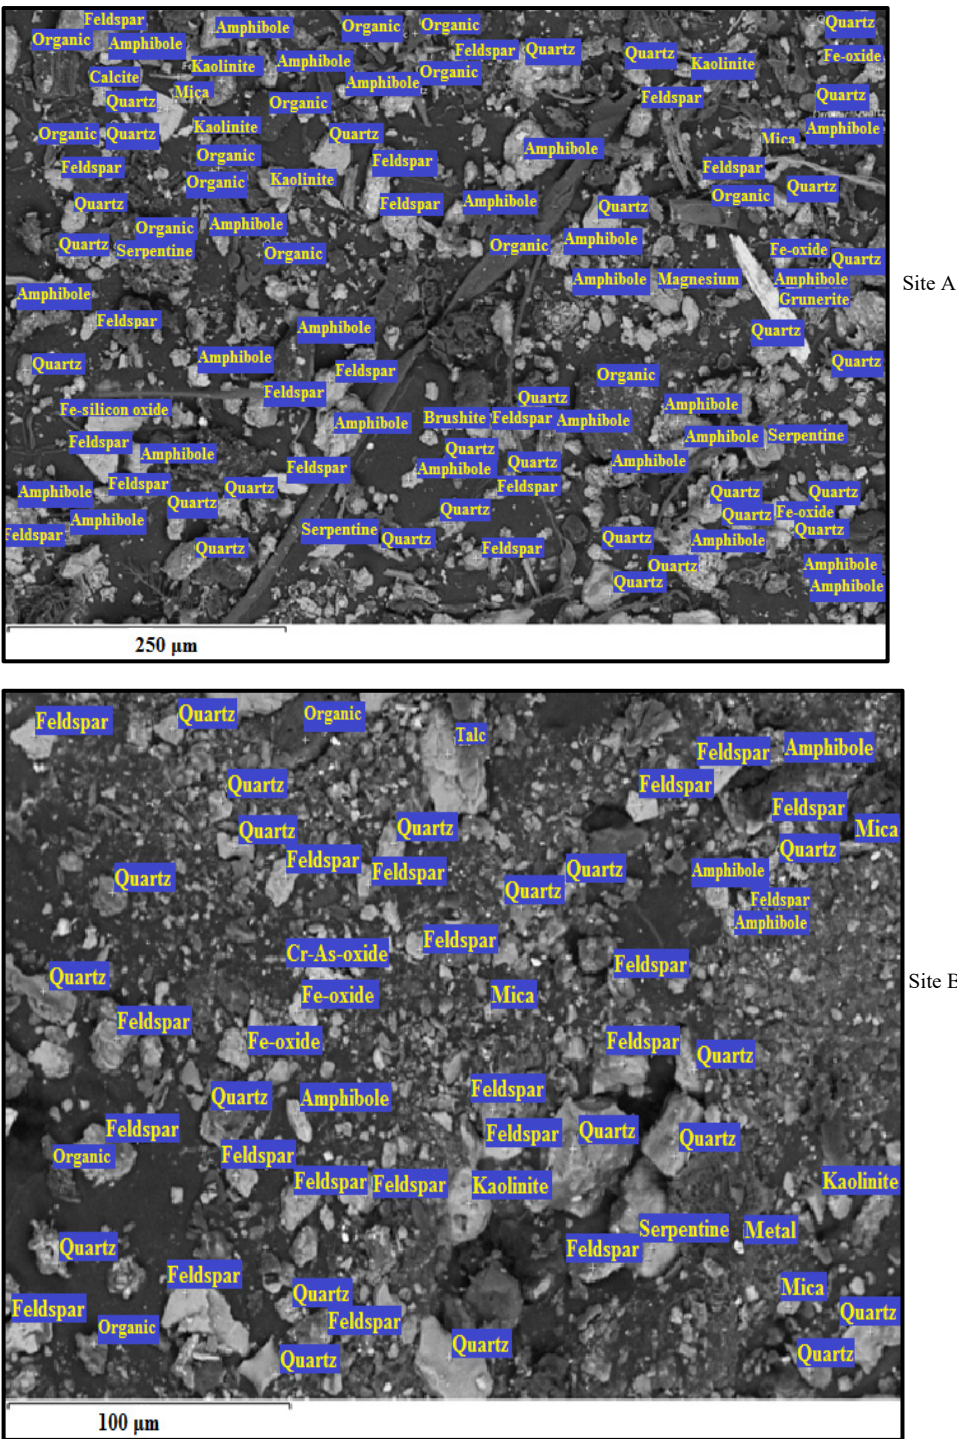 Feldspar
Organic
Amphibole
Amphibole
Organic
Organic
Quartz
Feldspar
Quartz
Quartz
Fe-oxide
Calcite
Kaolinite
Amphibole
Organic
Kaolinite
Quartz
Mica
Amphibole
Organic
Feldspar
Quartz
Organic
Quartz
Kaolinite
Quartz
Mica
Amphibole
Feldspar
Organic
Feldspar
Amphibole
Feldspar
Organic
Kaolinite
Quartz
Organic
Quartz
Feldspar
Amphibole
Quartz
Organic
Amphibole
Quartz
Serpentine
Organic
Organic
Amphibole
Fe-oxide
Quartz
Amphibole
Magnesium
Amphibole
Site A
Amphibole
Grunerite
Feldspar
Amphibole
Quartz
Quartz
Amphibole
Feldspar
Organic
Quartz
Feldspar
Quartz
Fe-silicon oxide
Amphibole
Brushite
Feldspar
Amphibole
Amphibole
Feldspar
Amphibole
Quartz
Amphibole
Serpentine
Feldspar
Amphibole
Quartz
Amphibole
Amphibole
Feldspar
Quartz
Quartz
Feldspar
Quartz
Quartz
Feldspar
Amphibole
Serpentine
Quartz
Quartz
Quartz
Fe-oxide
Quartz
Quartz
Feldspar
Quartz
Amphibole
Quartz
Quartz
Amphibole
Amphibole
250 µm
Feldspar
Quartz
Organic
Talc
Feldspar
Amphibole
Quartz
Feldspar
Feldspar
Quartz
Quartz
Mica
Quartz
Feldspar
Feldspar
Quartz
Quartz
Quartz
Amphibole
Feldspar
Amphibole
Cr-As-oxide
Feldspar
Feldspar
Quartz
Site B
Fe-oxide
Mica
Feldspar
Fe-oxide
Feldspar
Quartz
Quartz
Amphibole
Feldspar
Feldspar
Organic
Feldspar
Feldspar
Quartz
Quartz
Feldspar
Feldspar
Kaolinite
Kaolinite
Quartz
Serpentine
Metal
Feldspar
Feldspar
Quartz
Mica
Feldspar
Organic
Feldspar
Quartz
Quartz
Quartz
Quartz
100 µm